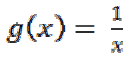 g(x) = 1/x